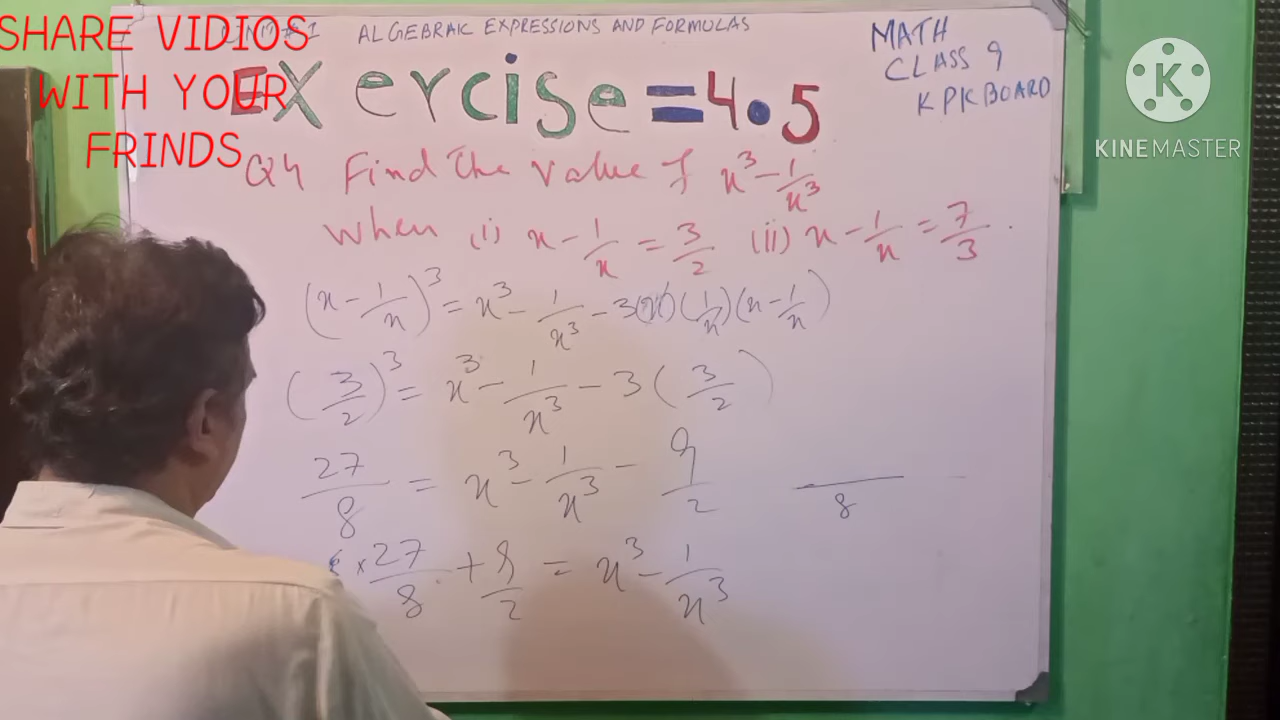 SHARE VIDIOS
WITH YOUR
FRINDS
ALGEBRAIC EXPRESSIONS AND FORMULAS
MATH
CLASS 9
KPK BOARD
KINEMASTER
Exercise = 4.5
Q4 Find the value of x³ - 1/x³
when (i) x - 1/x = 3/2 (ii) x - 1/x = 7/3.
(x - 1/x)³ = x³ - 1/x³ - 3(x)(1/x)(x - 1/x)
(3/2)³ = x³ - 1/x³ - 3(3/2)
27/8 = x³ - 1/x³ - 9/2
/8
× 27/8 + 9/2 = x³ - 1/x³